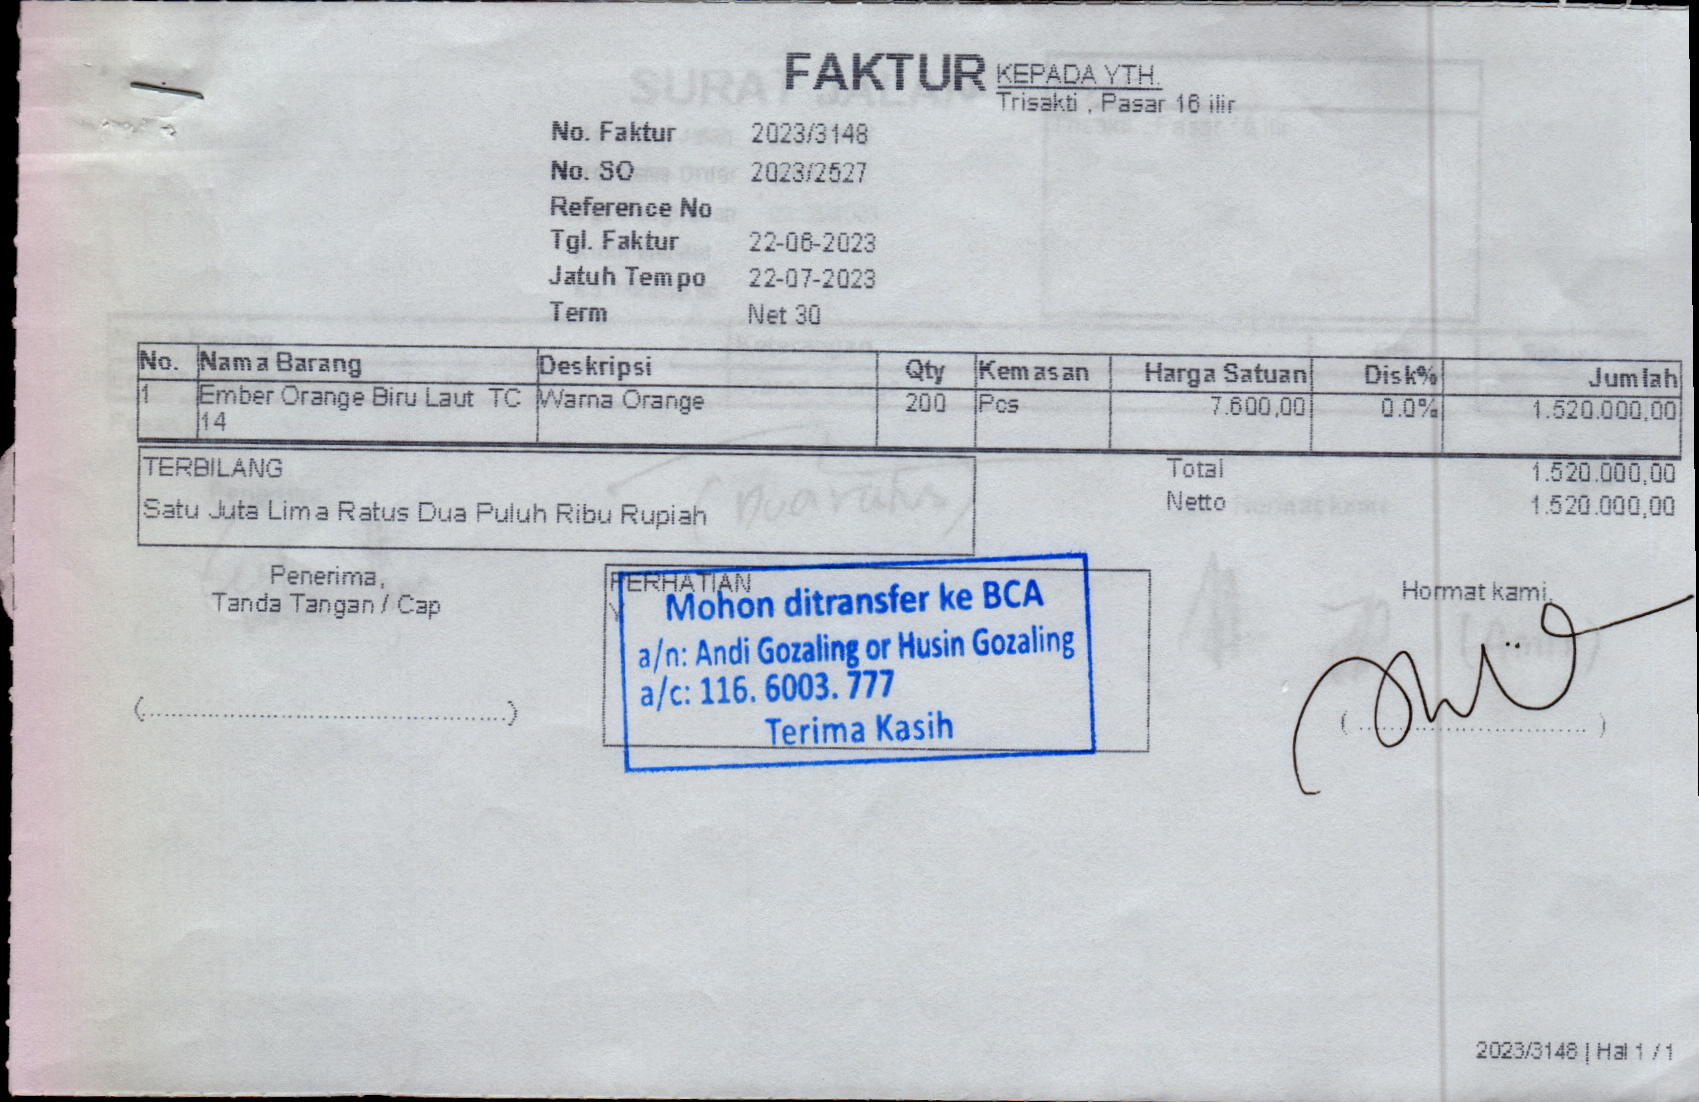 FAKTUR
KEPADA YTH.
Trisakti , Pasar 16 ilir
No. Faktur 2023/3148
No. SO 2023/2527
Reference No
Tgl. Faktur 22-06-2023
Jatuh Tempo 22-07-2023
Term Net 30
No. Nama Barang Deskripsi Qty Kemasan Harga Satuan Disk% Jumlah
1 Ember Orange Biru Laut TC 14 Warna Orange 200 Pcs 7.600,00 0.0% 1.520.000,00
TERBILANG
Satu Juta Lima Ratus Dua Puluh Ribu Rupiah
Total 1.520.000,00
Netto 1.520.000,00
Penerima,
Tanda Tangan / Cap
(....................................................)
PERHATIAN
Mohon ditransfer ke BCA
a/n: Andi Gozaling or Husin Gozaling
a/c: 116. 6003. 777
Terima Kasih
Hormat kami,
( .................................. )
2023/3148 | Hal 1 / 1